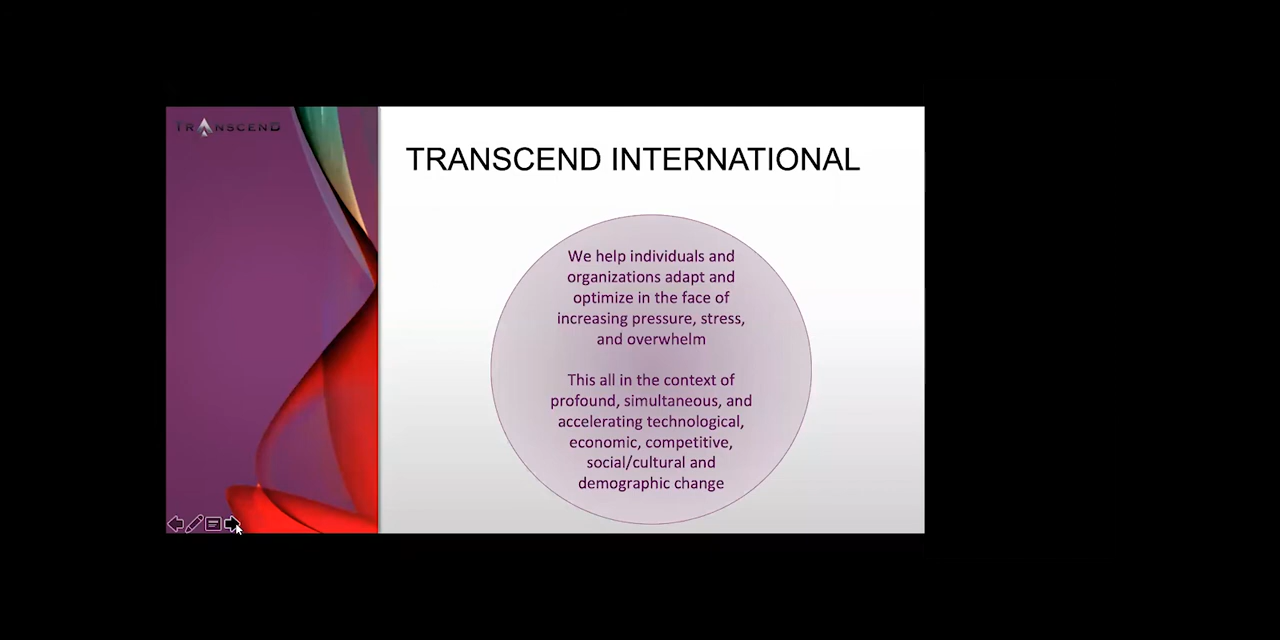 TRANSCEND
TRANSCEND INTERNATIONAL
We help individuals and
organizations adapt and
optimize in the face of
increasing pressure, stress,
and overwhelm
This all in the context of
profound, simultaneous, and
accelerating technological,
economic, competitive,
social/cultural and
demographic change